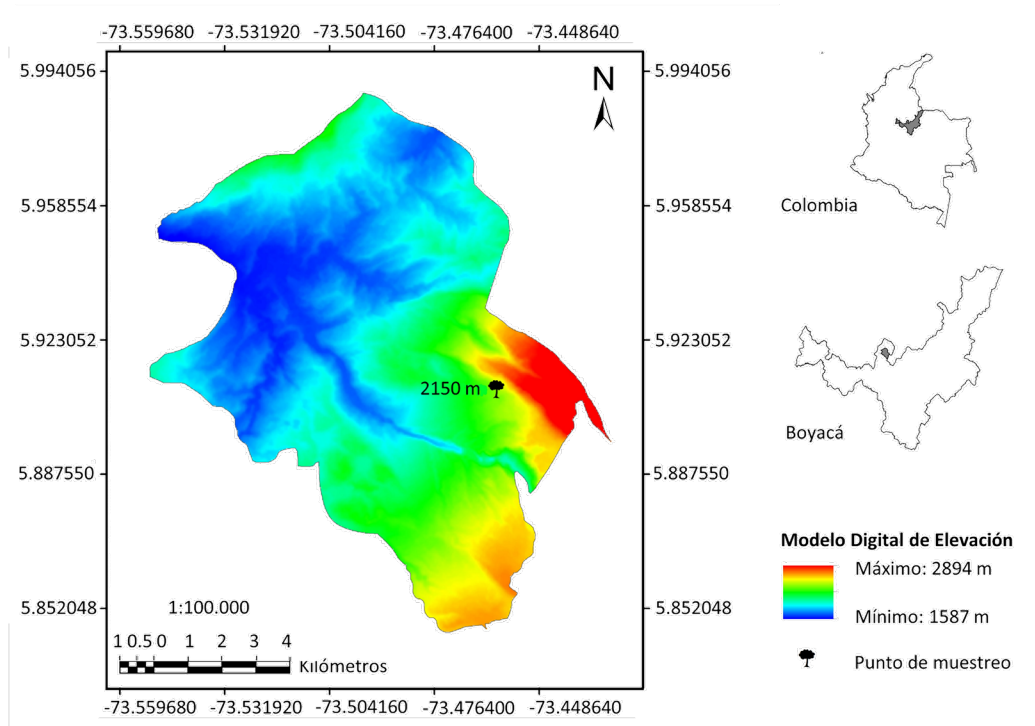 -73.559680 -73.531920 -73.504160 -73.476400 -73.448640
5.994056 5.994056
N
5.958554 5.958554
Colombia
5.923052 5.923052
2150 m
Boyacá
5.887550 5.887550
Modelo Digital de Elevación
Máximo: 2894 m
Mínimo: 1587 m
Punto de muestreo
5.852048 5.852048
1:100.000
1 0.5 0 1 2 3 4
Kilómetros
-73.559680 -73.531920 -73.504160 -73.476400 -73.448640